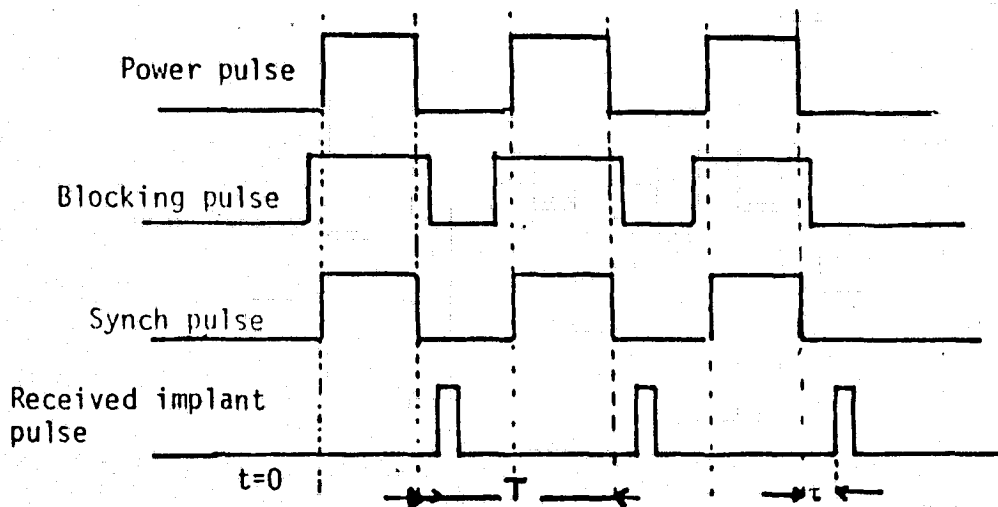 Power pulse
Blocking pulse
Synch pulse
Received implant
pulse
t=0
T
τ